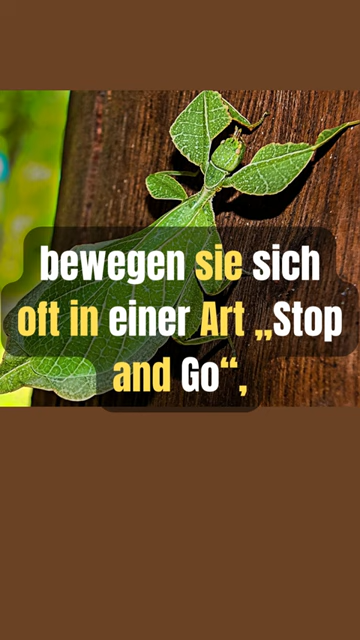 bewegen sie sich
oft in einer Art „Stop
and Go“,